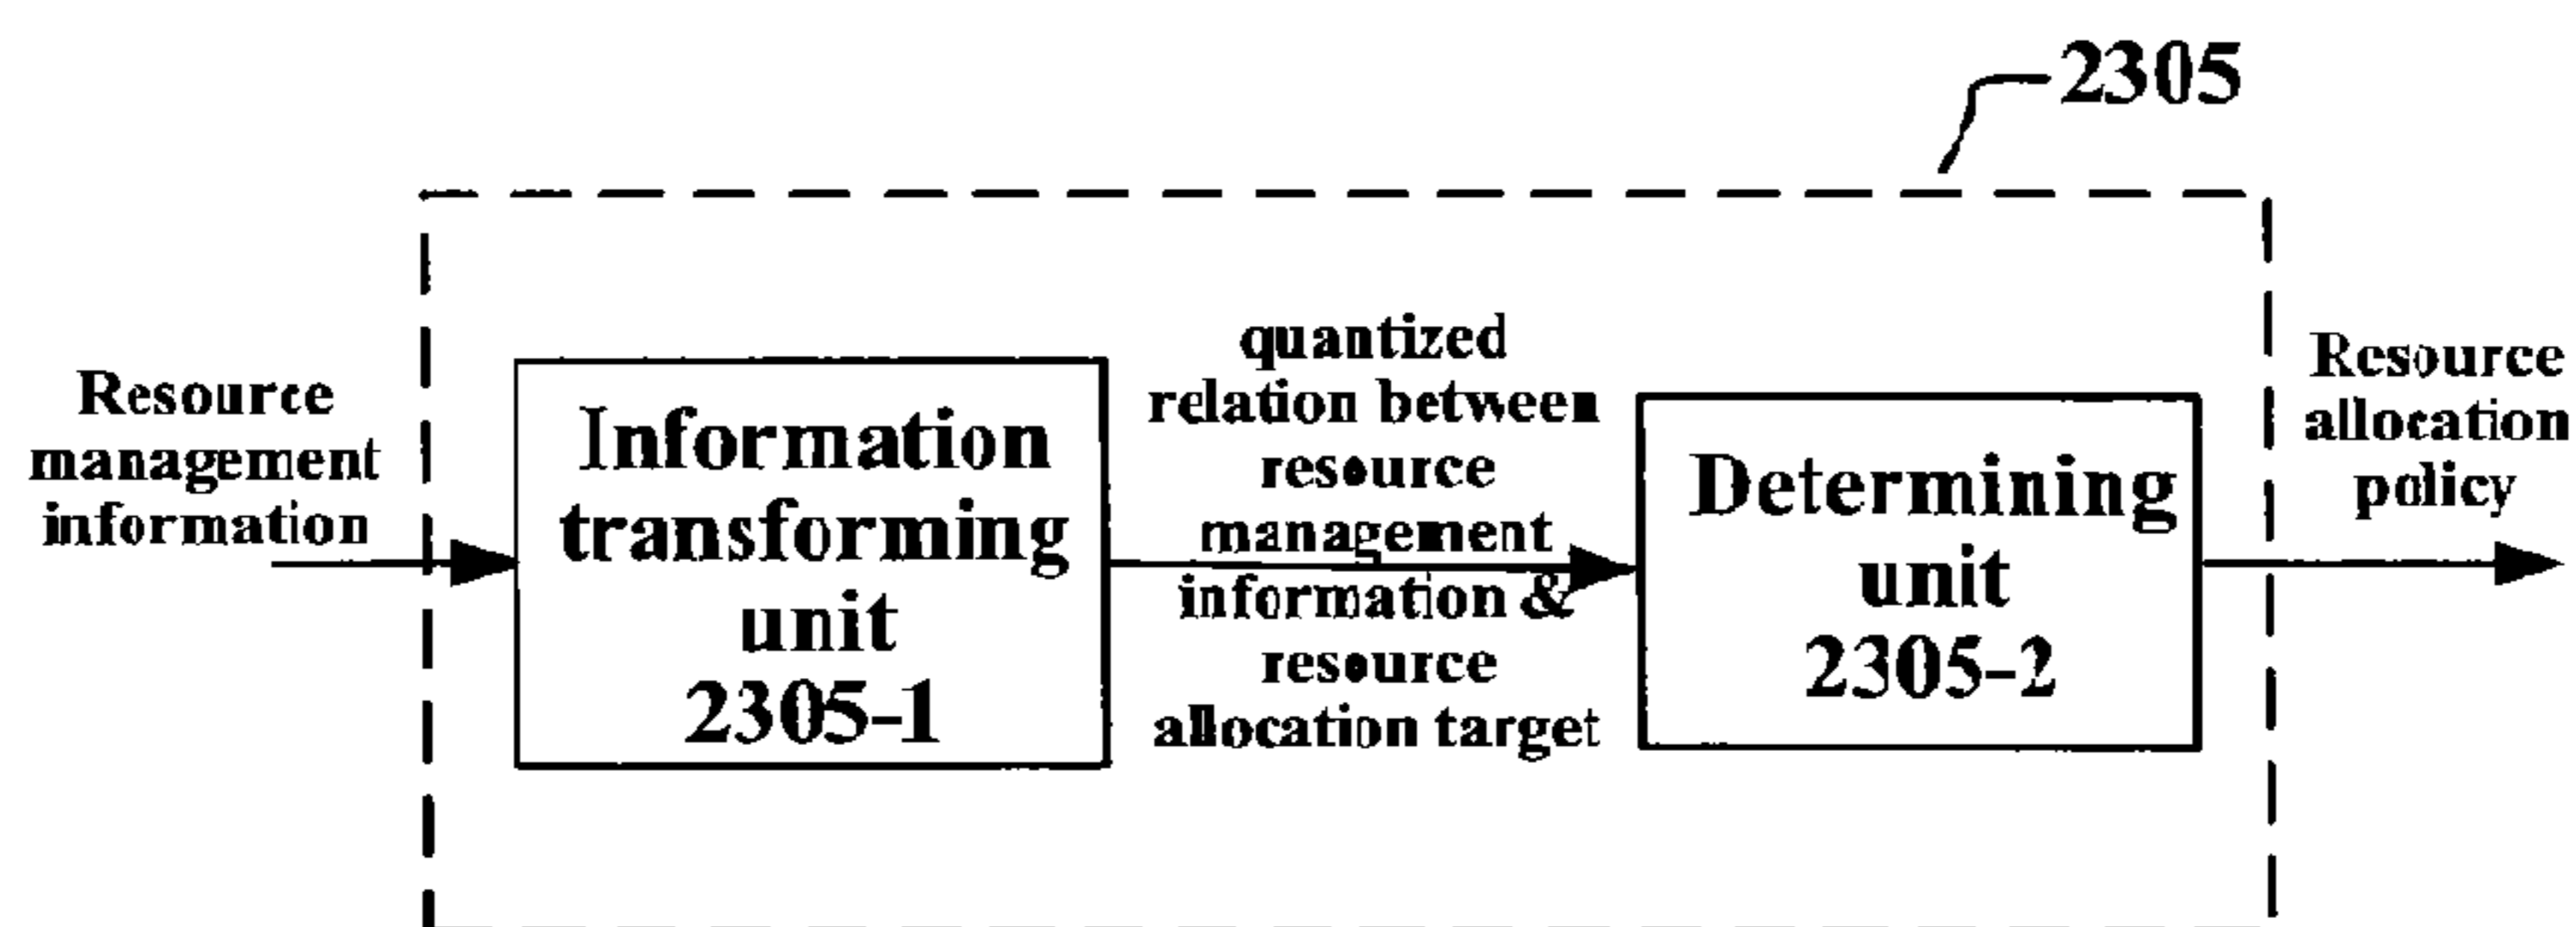 2305
Resource
management
information
Information
transforming
unit
2305-1
quantized
relation between
resource
management
information &
resource
allocation target
Determining
unit
2305-2
Resource
allocation
policy